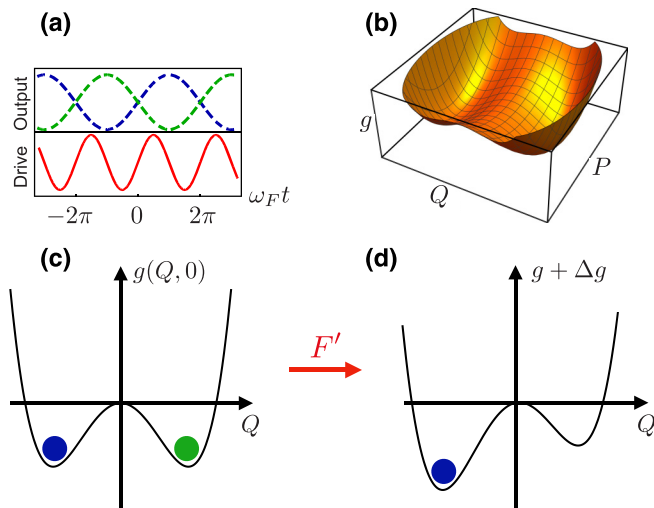 (a)
Output
Drive
−2π
0
2π
ω_F t
(b)
g
Q
P
(c)
g(Q, 0)
Q
F′
(d)
g + Δg
Q